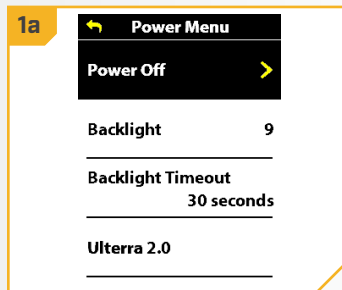 1a
Power Menu
Power Off
Backlight 9
Backlight Timeout
30 seconds
Ulterra 2.0